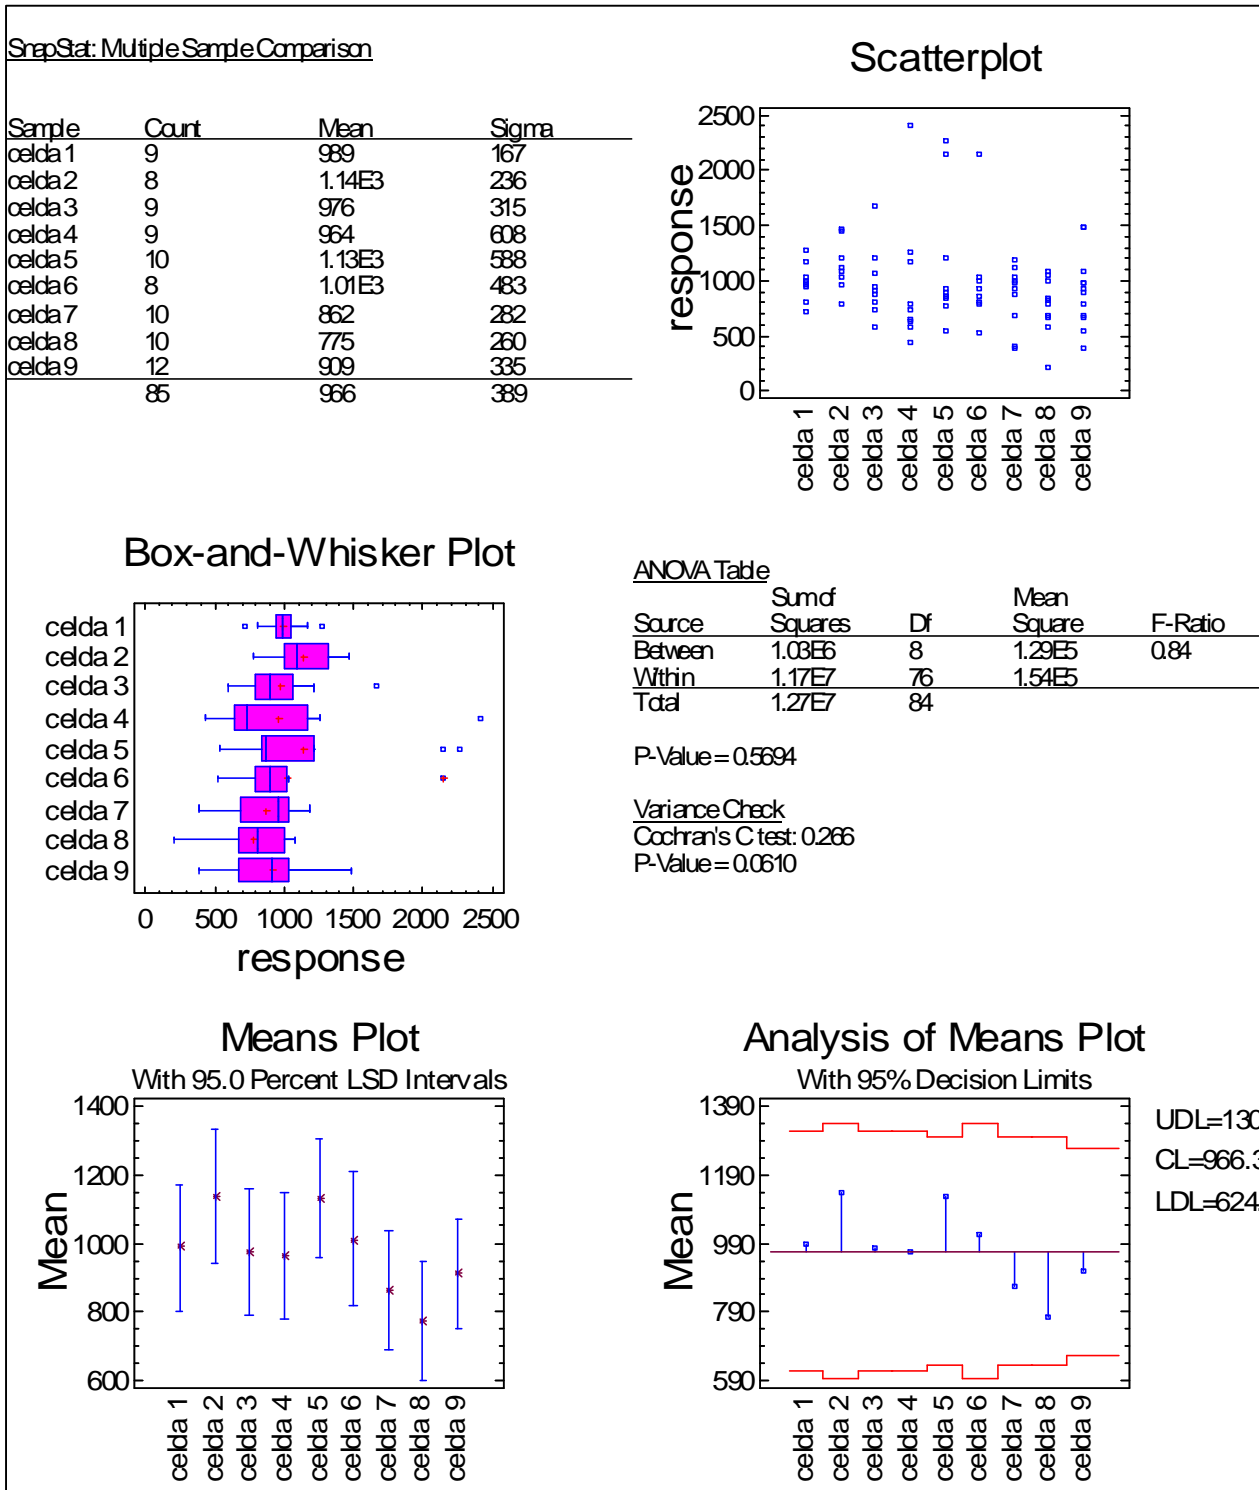 SnapStat: Multiple Sample Comparison
Sample Count Mean Sigma
celda 1 9 989 167
celda 2 8 1.14E3 236
celda 3 9 976 315
celda 4 9 964 608
celda 5 10 1.13E3 588
celda 6 8 1.01E3 483
celda 7 10 862 282
celda 8 10 775 260
celda 9 12 909 335
85 966 389
Scatterplot
response
2500
2000
1500
1000
500
0
celda 1
celda 2
celda 3
celda 4
celda 5
celda 6
celda 7
celda 8
celda 9
Box-and-Whisker Plot
celda 1
celda 2
celda 3
celda 4
celda 5
celda 6
celda 7
celda 8
celda 9
0 500 1000 1500 2000 2500
response
ANOVA Table
Sum of Mean
Source Squares Df Square F-Ratio
Between 1.03E6 8 1.29E5 0.84
Within 1.17E7 76 1.54E5
Total 1.27E7 84
P-Value = 0.5694
Variance Check
Cochran's C test: 0.266
P-Value = 0.0610
Means Plot
With 95.0 Percent LSD Intervals
Mean
1400
1200
1000
800
600
celda 1
celda 2
celda 3
celda 4
celda 5
celda 6
celda 7
celda 8
celda 9
Analysis of Means Plot
With 95% Decision Limits
Mean
1390
1190
990
790
590
celda 1
celda 2
celda 3
celda 4
celda 5
celda 6
celda 7
celda 8
celda 9
UDL=130
CL=966.3
LDL=624.